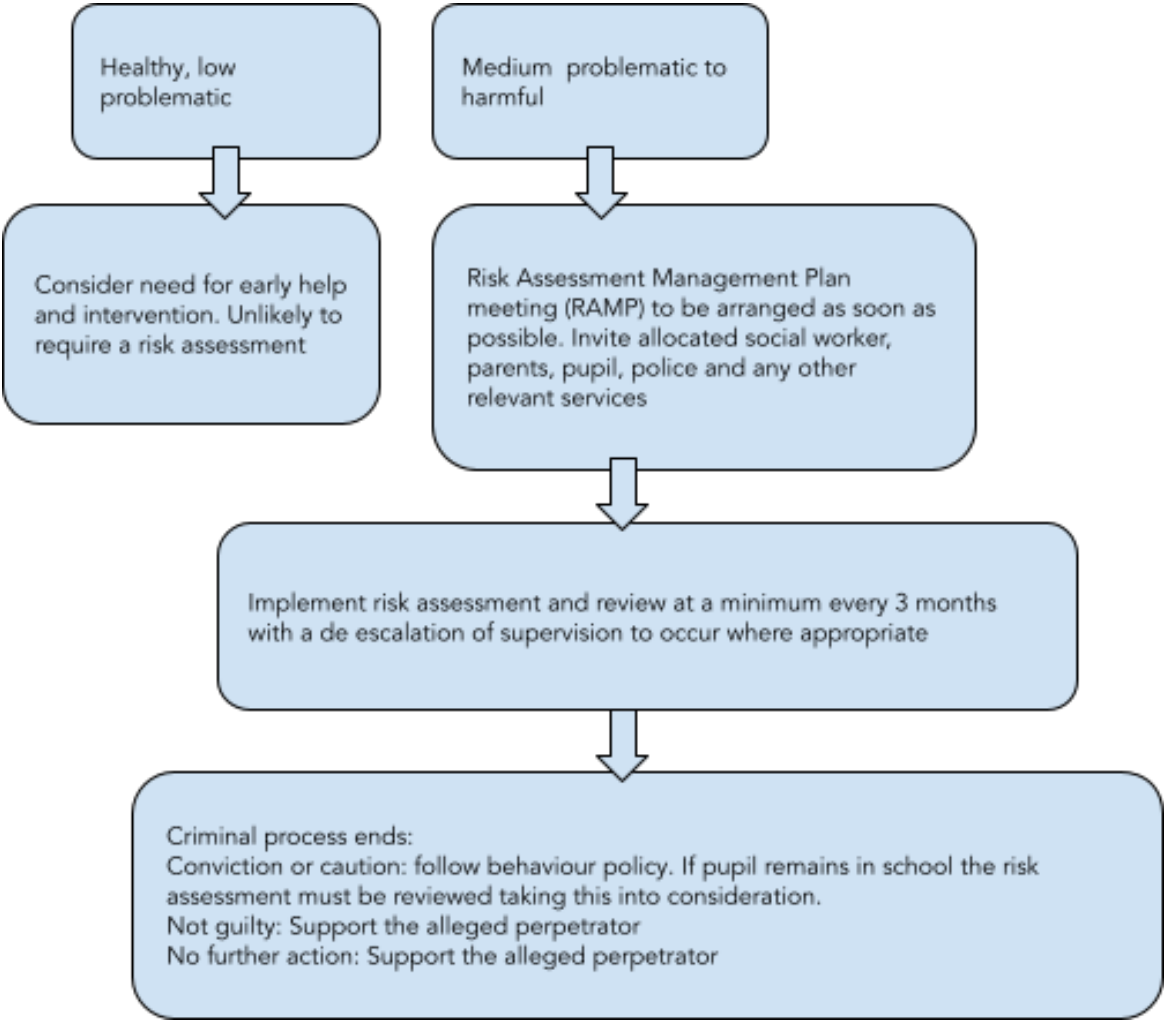 Healthy, low
problematic
Medium  problematic to
harmful
Consider need for early help
and intervention. Unlikely to
require a risk assessment
Risk Assessment Management Plan
meeting (RAMP) to be arranged as soon as
possible. Invite allocated social worker,
parents, pupil, police and any other
relevant services
Implement risk assessment and review at a minimum every 3 months
with a de escalation of supervision to occur where appropriate
Criminal process ends:
Conviction or caution: follow behaviour policy. If pupil remains in school the risk
assessment must be reviewed taking this into consideration.
Not guilty: Support the alleged perpetrator
No further action: Support the alleged perpetrator